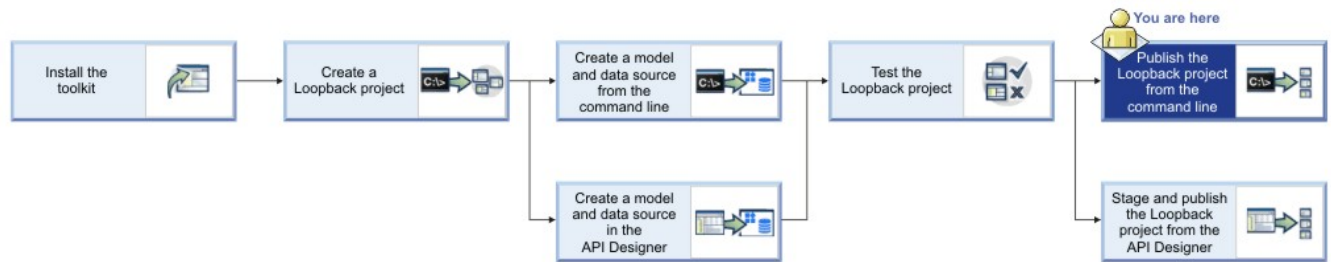 You are here
Install the
toolkit
Create a
Loopback project
C:\>
Create a model
and data source
from the
command line
C:\>
Test the
Loopback project
Publish the
Loopback project
from the
command line
C:\>
Create a model
and data source
in the
API Designer
Stage and publish
the Loopback
project from the
API Designer